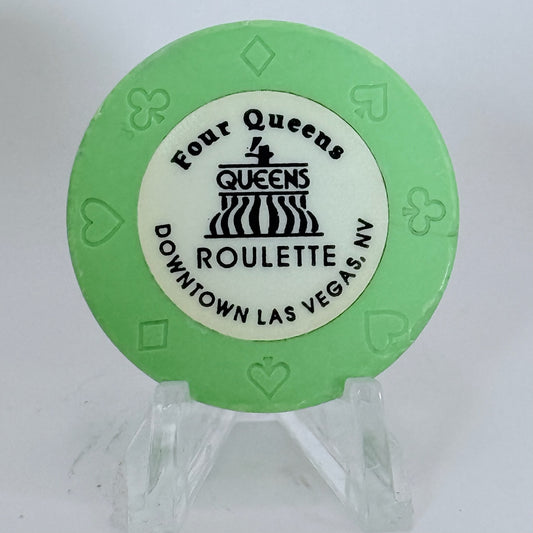 Four Queens
4
QUEENS
ROULETTE
DOWNTOWN LAS VEGAS, NV